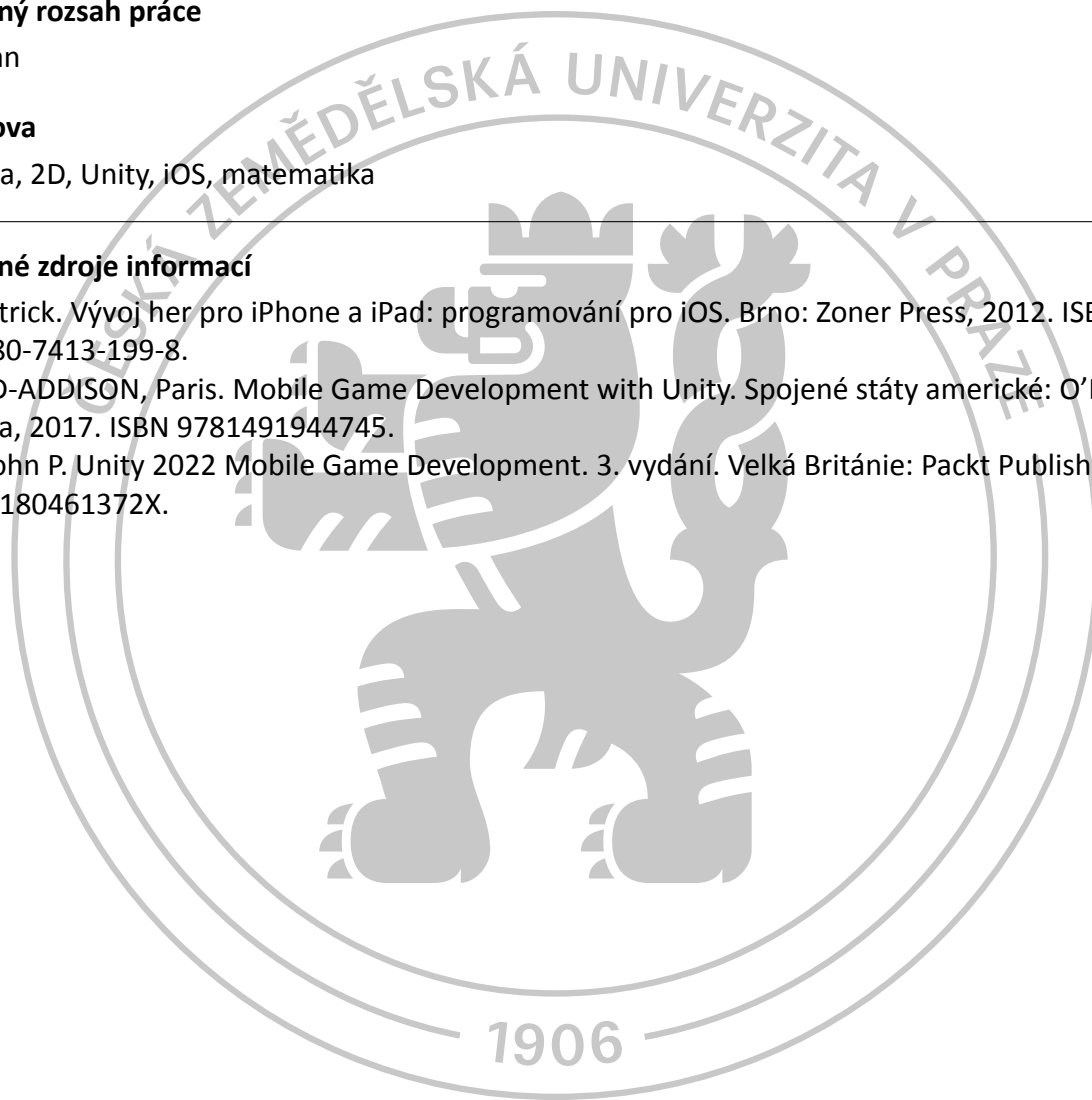 ný rozsah práce
n
ova
a, 2D, Unity, iOS, matematika
né zdroje informací
trick. Vývoj her pro iPhone a iPad: programování pro iOS. Brno: Zoner Press, 2012. ISB
80-7413-199-8.
D-ADDISON, Paris. Mobile Game Development with Unity. Spojené státy americké: O'
a, 2017. ISBN 9781491944745.
ohn P. Unity 2022 Mobile Game Development. 3. vydání. Velká Británie: Packt Publish
180461372X.
ČESKÁ ZEMĚDĚLSKÁ UNIVERZITA V PRAZE
1906